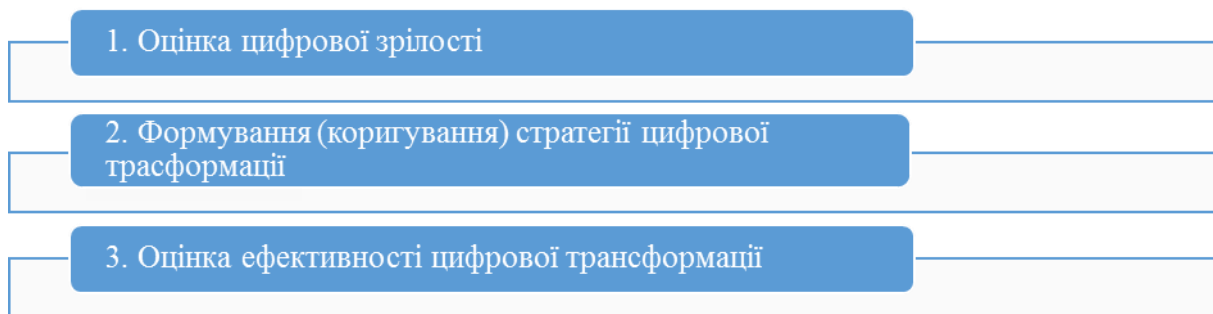 1. Оцінка цифрової зрілості
2. Формування (коригування) стратегії цифрової
трасформації
3. Оцінка ефективності цифрової трансформації